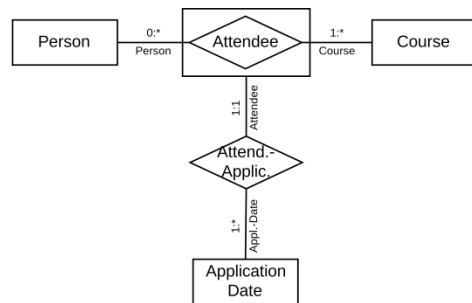 Person
0:*
Person
Attendee
1:*
Course
Course
1:1
Attendee
Attend.-
Applic.
1:*
Appl.-Date
Application
Date